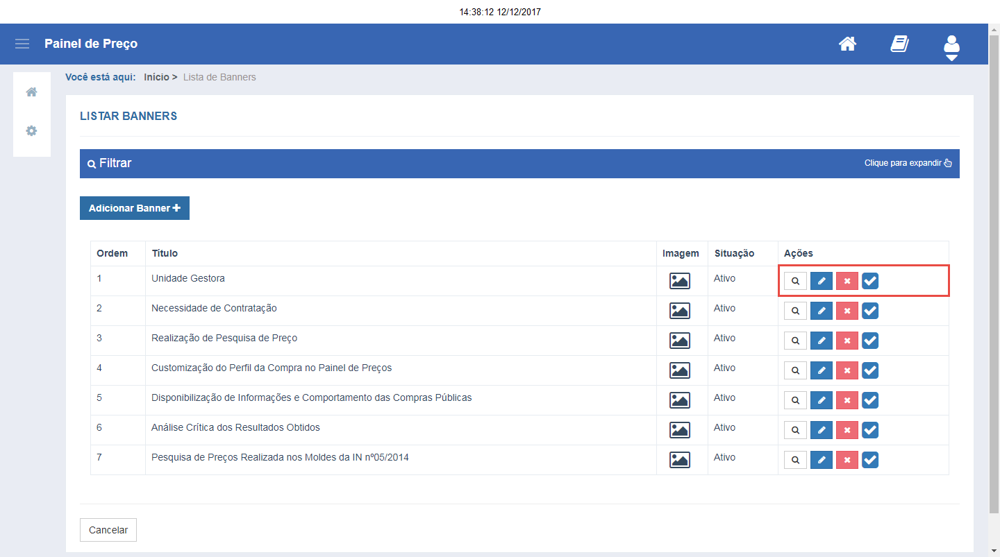 14:38:12 12/12/2017
Painel de Preço
Você está aqui: Início > Lista de Banners
LISTAR BANNERS
Filtrar Clique para expandir
Adicionar Banner
Ordem Título Imagem Situação Ações
1 Unidade Gestora Ativo
2 Necessidade de Contratação Ativo
3 Realização de Pesquisa de Preço Ativo
4 Customização do Perfil da Compra no Painel de Preços Ativo
5 Disponibilização de Informações e Comportamento das Compras Públicas Ativo
6 Análise Crítica dos Resultados Obtidos Ativo
7 Pesquisa de Preços Realizada nos Moldes da IN nº05/2014 Ativo
Cancelar